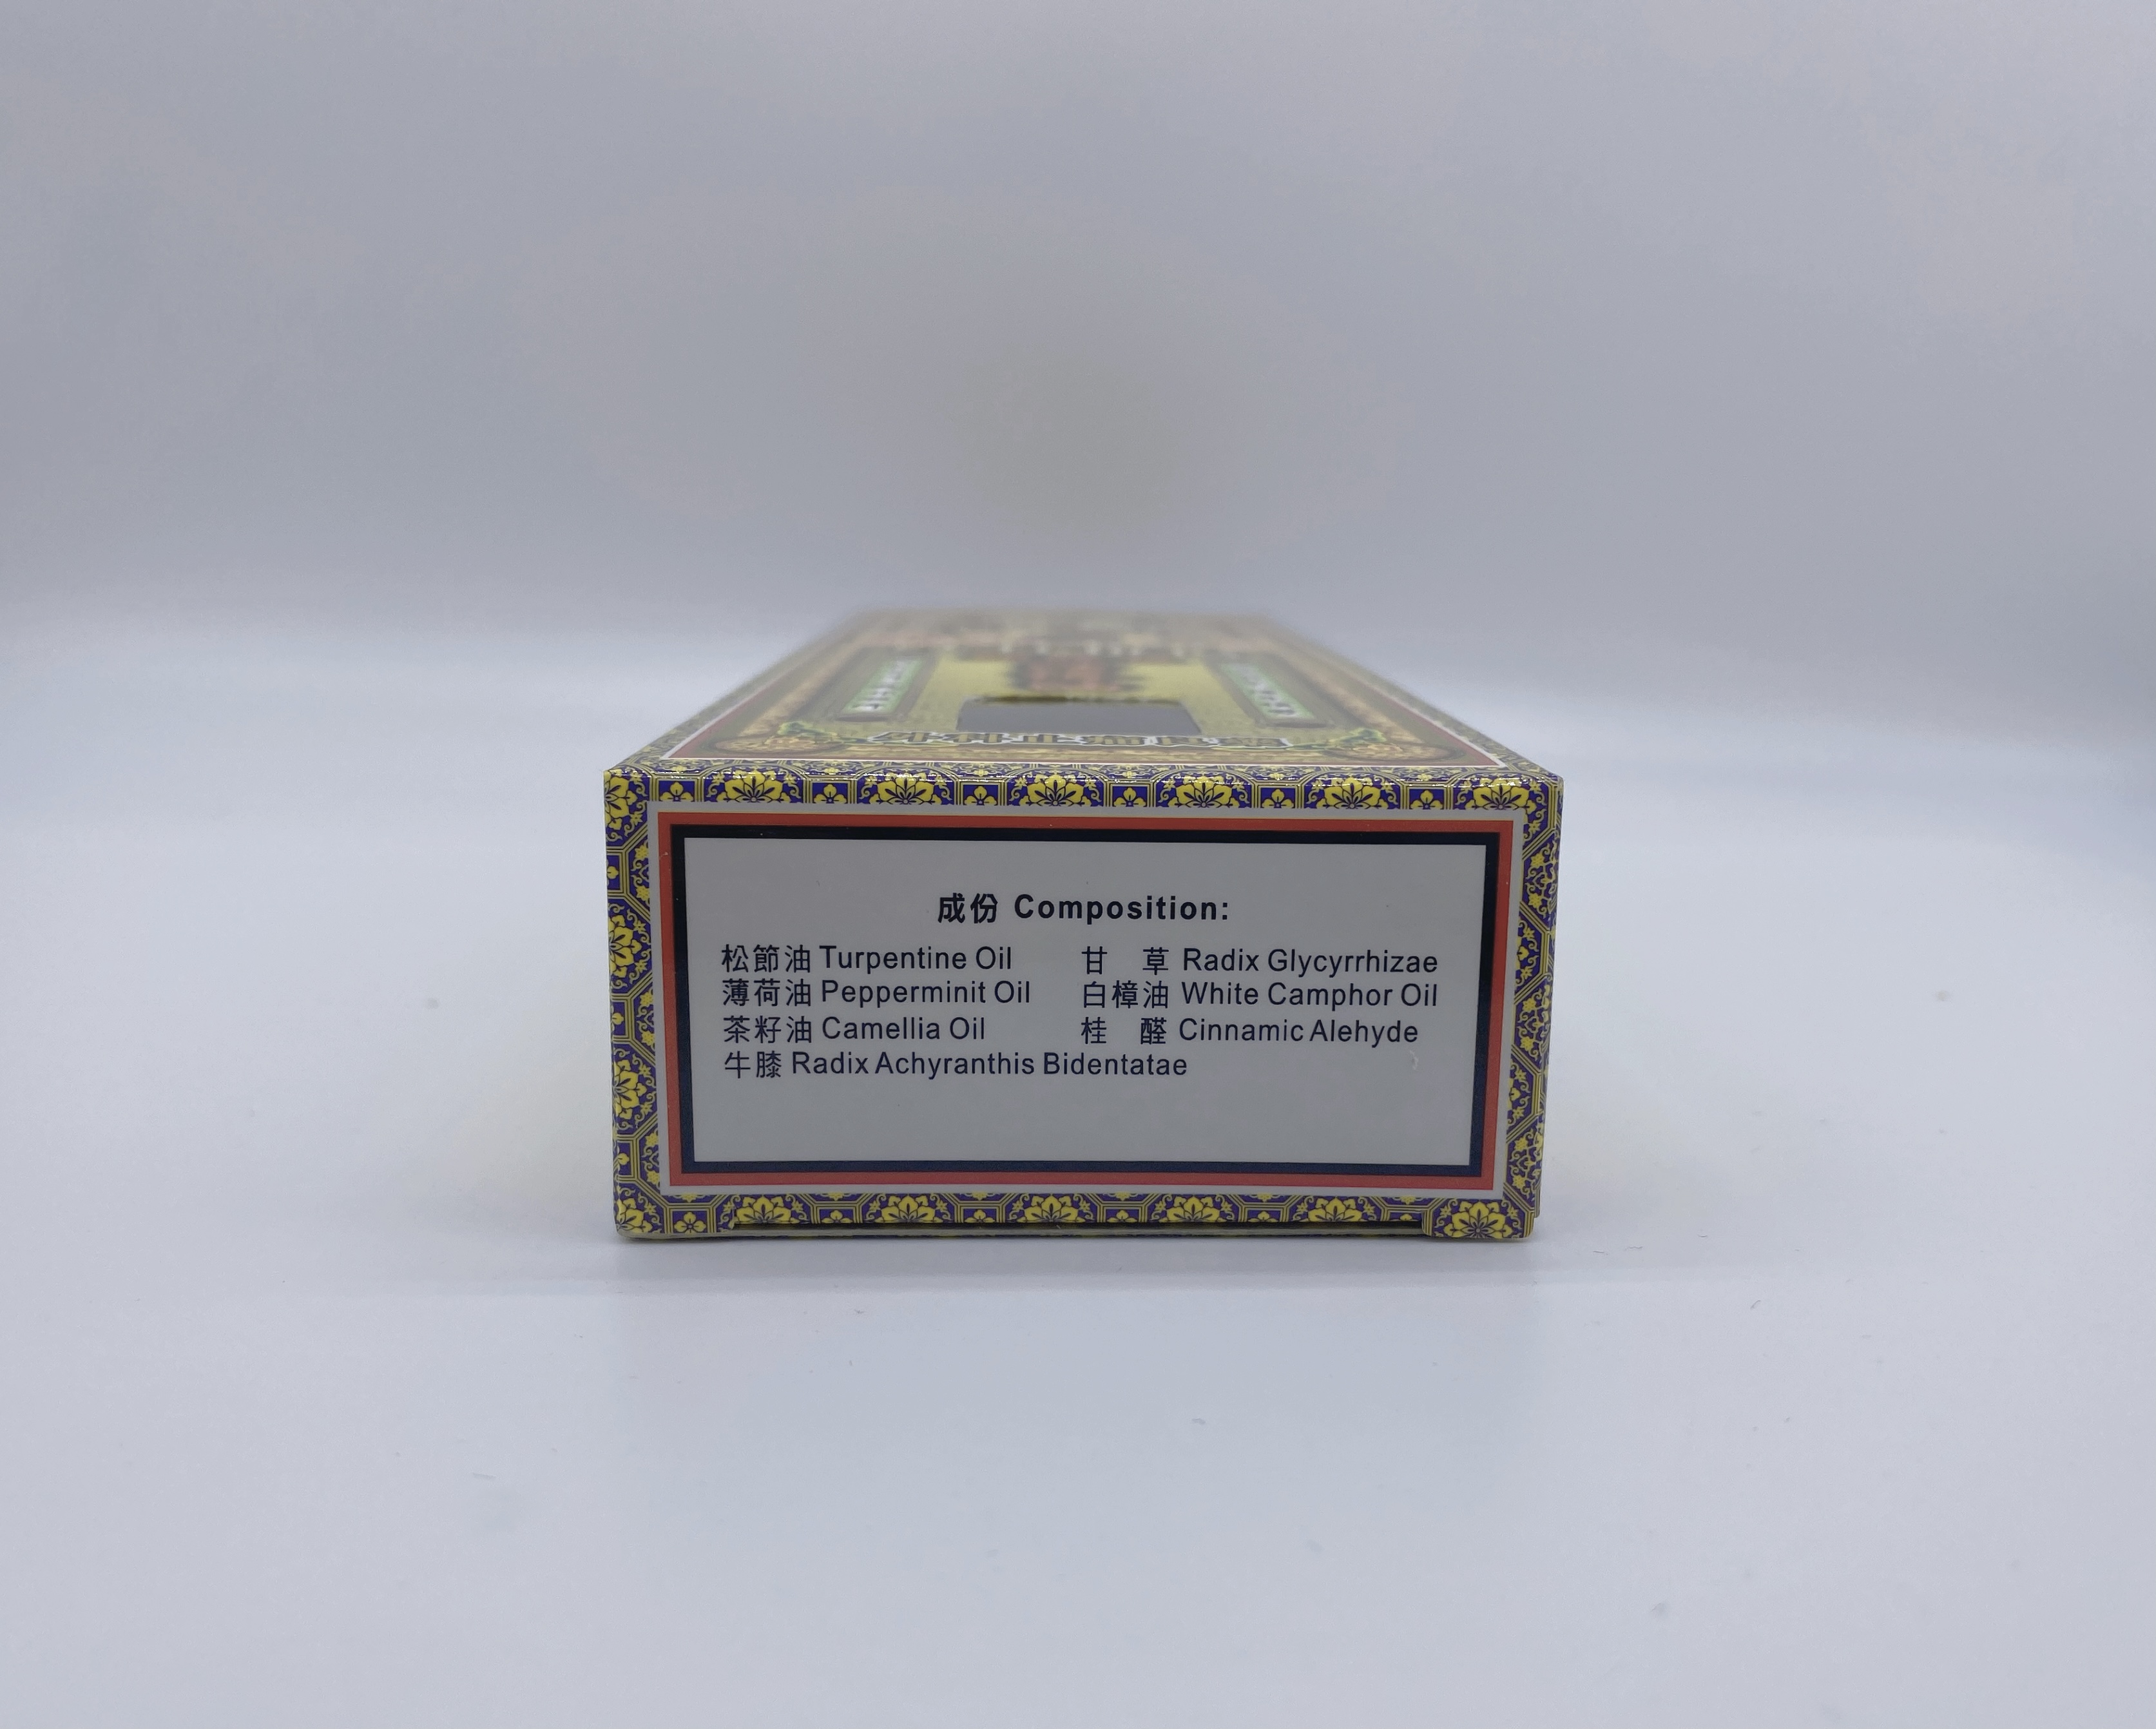 成份 Composition:
松節油 Turpentine Oil 甘 草 Radix Glycyrrhizae
薄荷油 Pepperminit Oil 白樟油 White Camphor Oil
茶籽油 Camellia Oil 桂 醛 Cinnamic Alehyde
牛膝 Radix Achyranthis Bidentatae